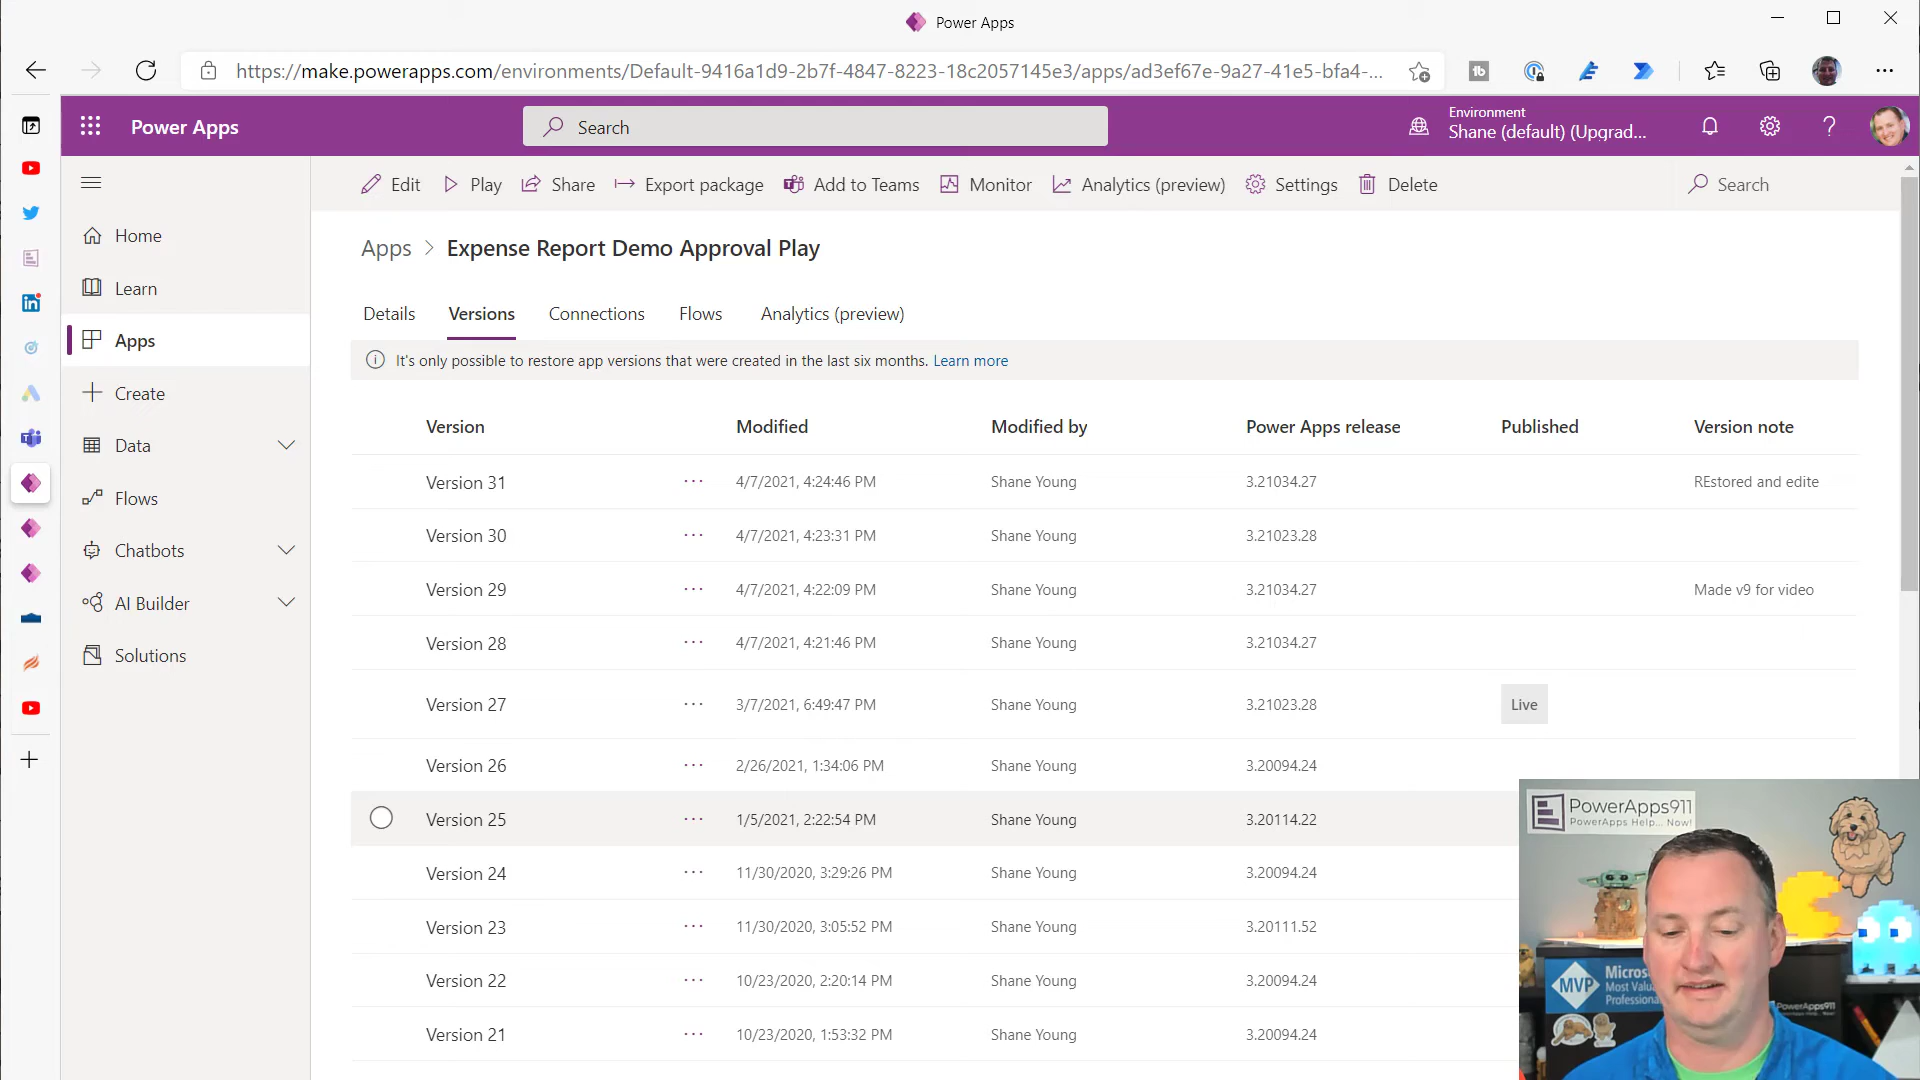 Power Apps
https://make.powerapps.com/environments/Default-9416a1d9-2b7f-4847-8223-18c2057145e3/apps/ad3ef67e-9a27-41e5-bfa4-...
Power Apps
Search
Environment
Shane (default) (Upgrad...
Edit
Play
Share
Export package
Add to Teams
Monitor
Analytics (preview)
Settings
Delete
Search
Home
Learn
Apps
Create
Data
Flows
Chatbots
AI Builder
Solutions
Apps > Expense Report Demo Approval Play
Details Versions Connections Flows Analytics (preview)
It's only possible to restore app versions that were created in the last six months. Learn more
Version Modified Modified by Power Apps release Published Version note
Version 31 ... 4/7/2021, 4:24:46 PM Shane Young 3.21034.27 REstored and edite
Version 30 ... 4/7/2021, 4:23:31 PM Shane Young 3.21023.28
Version 29 ... 4/7/2021, 4:22:09 PM Shane Young 3.21034.27 Made v9 for video
Version 28 ... 4/7/2021, 4:21:46 PM Shane Young 3.21034.27
Version 27 ... 3/7/2021, 6:49:47 PM Shane Young 3.21023.28 Live
Version 26 ... 2/26/2021, 1:34:06 PM Shane Young 3.20094.24
Version 25 ... 1/5/2021, 2:22:54 PM Shane Young 3.20114.22
Version 24 ... 11/30/2020, 3:29:26 PM Shane Young 3.20094.24
Version 23 ... 11/30/2020, 3:05:52 PM Shane Young 3.20111.52
Version 22 ... 10/23/2020, 2:20:14 PM Shane Young 3.20094.24
Version 21 ... 10/23/2020, 1:53:32 PM Shane Young 3.20094.24
PowerApps911
PowerApps Help... Now!
MVP
Micros
Most Valua
Professiona
PowerApps911